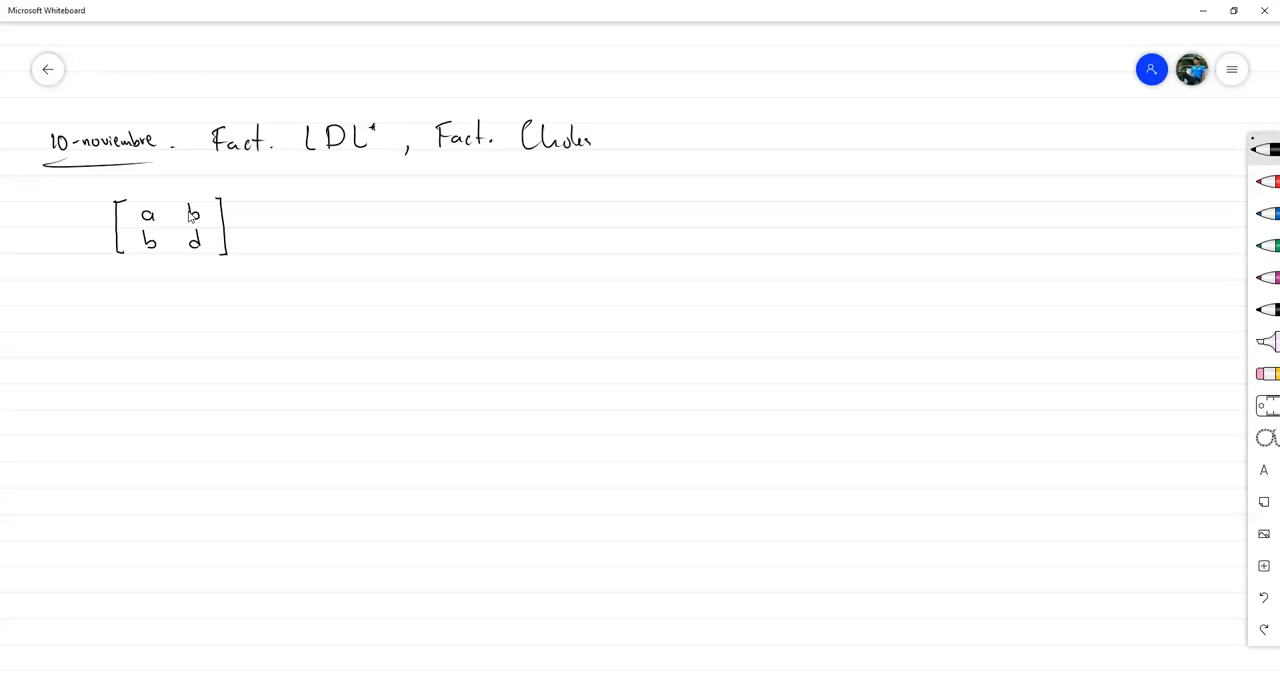 Microsoft Whiteboard
10-noviembre. Fact. LDL*, Fact. Choles
a b
b d
A